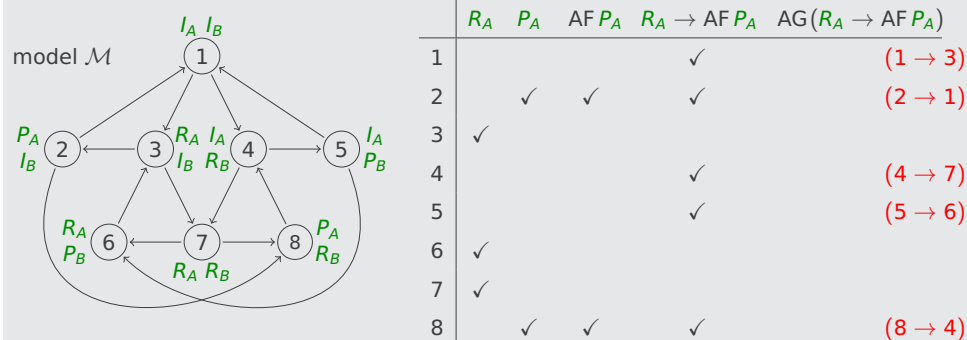 model M
I_A I_B
1
P_A
I_B
2
3
R_A
I_B
I_A
R_B
4
5
I_A
P_B
R_A
P_B
6
7
R_A R_B
8
P_A
R_B
R_A P_A AF P_A R_A → AF P_A AG(R_A → AF P_A)
1 ✓ (1 → 3)
2 ✓ ✓ ✓ (2 → 1)
3 ✓
4 ✓ (4 → 7)
5 ✓ (5 → 6)
6 ✓
7 ✓
8 ✓ ✓ ✓ (8 → 4)